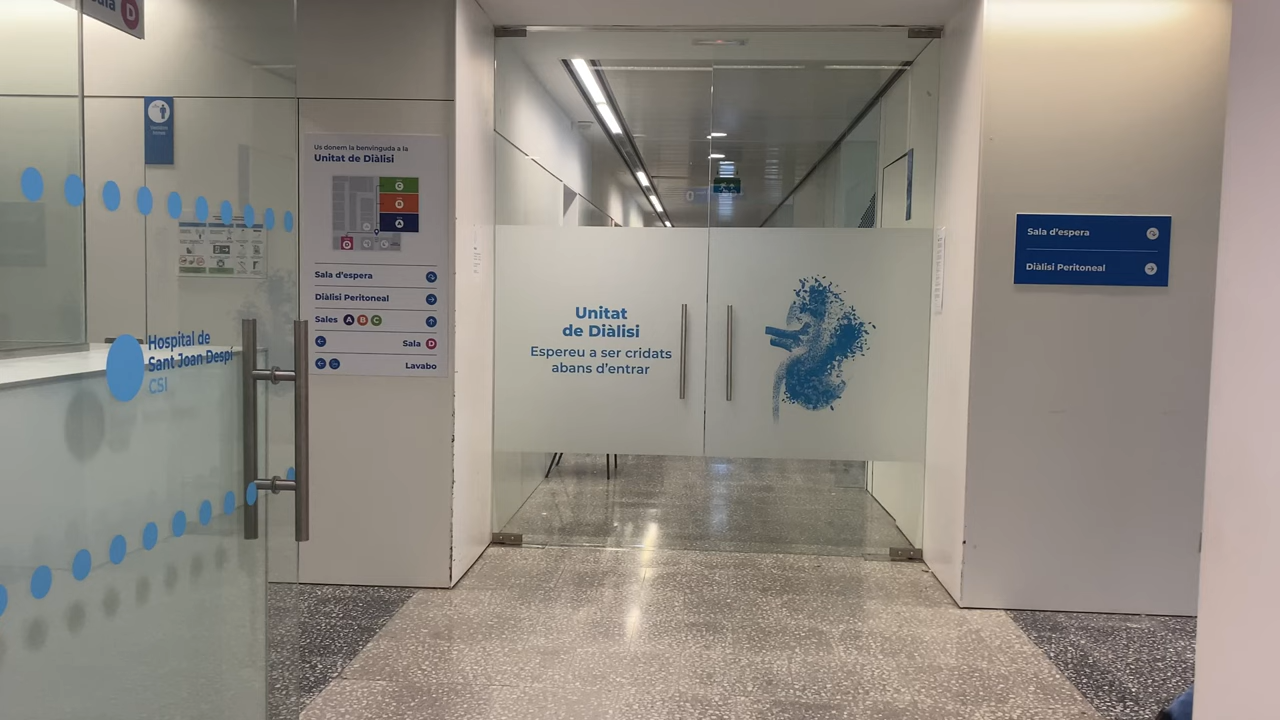 Sala D
Us donem la benvinguda a la
Unitat de Diàlisi
C
B
A
D
Sala d'espera
Diàlisi Peritoneal
Sales A B C
Sala D
Lavabo
Hospital de
Sant Joan Despí
CSI
Unitat
de Diàlisi
Espereu a ser cridats
abans d'entrar
Sala d'espera
Diàlisi Peritoneal